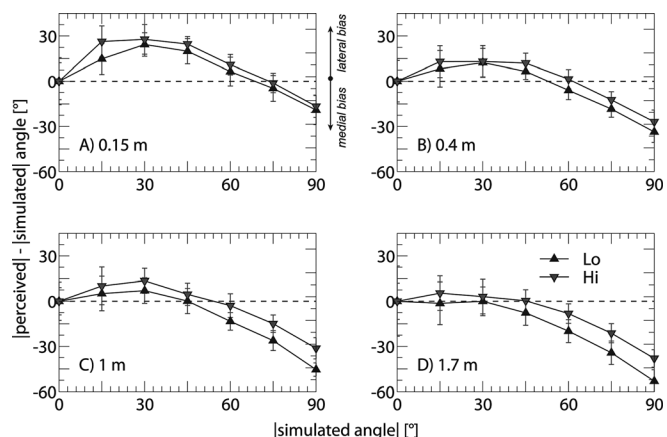 |perceived| - |simulated| angle [°]
30
0
-30
-60
A) 0.15 m
0 30 60 90
lateral bias
medial bias
30
0
-30
-60
B) 0.4 m
0 30 60 90
30
0
-30
-60
C) 1 m
0 30 60 90
30
0
-30
-60
Lo
Hi
D) 1.7 m
0 30 60 90
|simulated angle| [°]